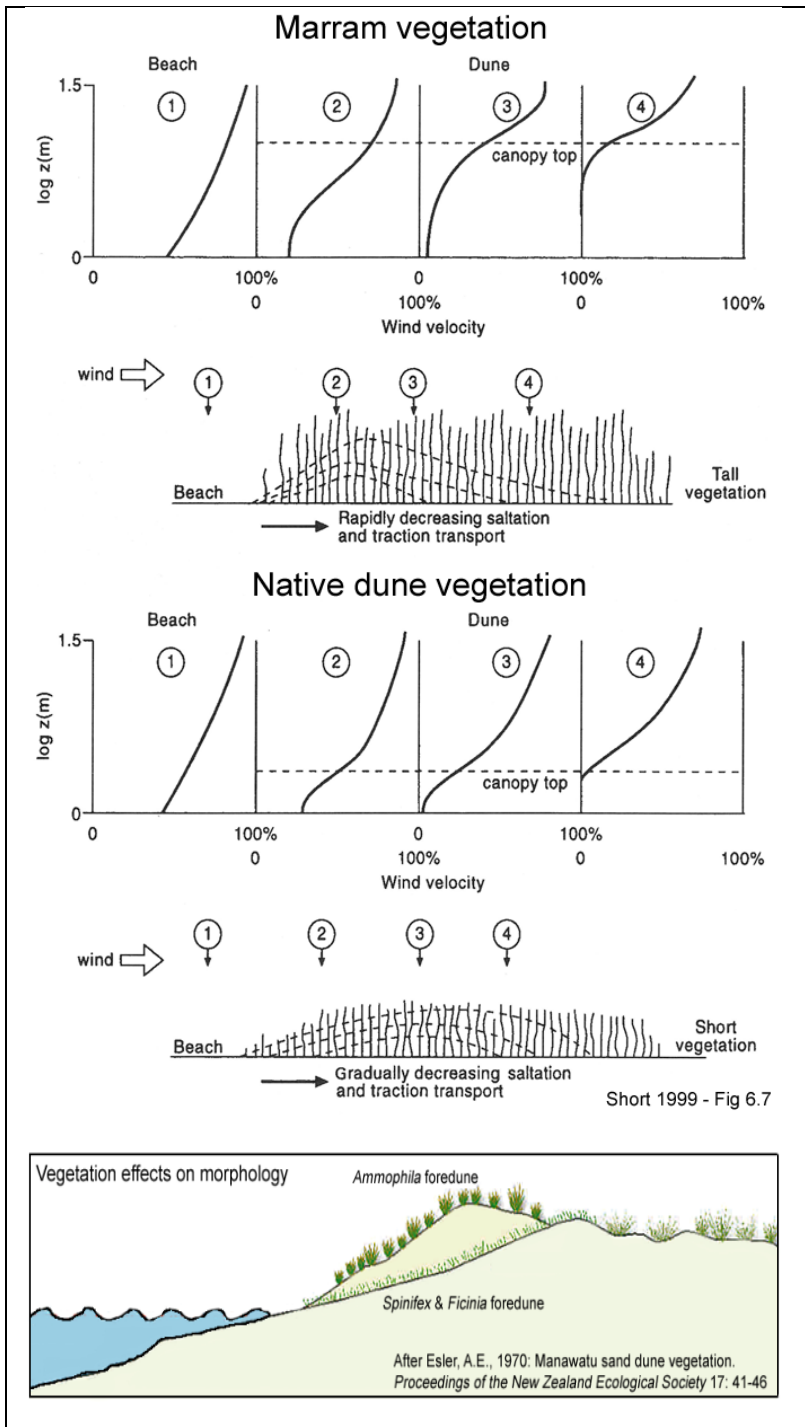 Marram vegetation
Beach
Dune
1.5
1
2
3
4
canopy top
log z(m)
0
0
100%
0
100%
0
100%
0
100%
Wind velocity
wind
1
2
3
4
Beach
Tall
vegetation
Rapidly decreasing saltation
and traction transport
Native dune vegetation
Beach
Dune
1.5
1
2
3
4
log z(m)
canopy top
0
0
100%
0
100%
0
100%
0
100%
Wind velocity
wind
1
2
3
4
Beach
Short
vegetation
Gradually decreasing saltation
and traction transport
Short 1999 - Fig 6.7
Vegetation effects on morphology
Ammophila foredune
Spinifex & Ficinia foredune
After Esler, A.E., 1970: Manawatu sand dune vegetation.
Proceedings of the New Zealand Ecological Society 17: 41-46